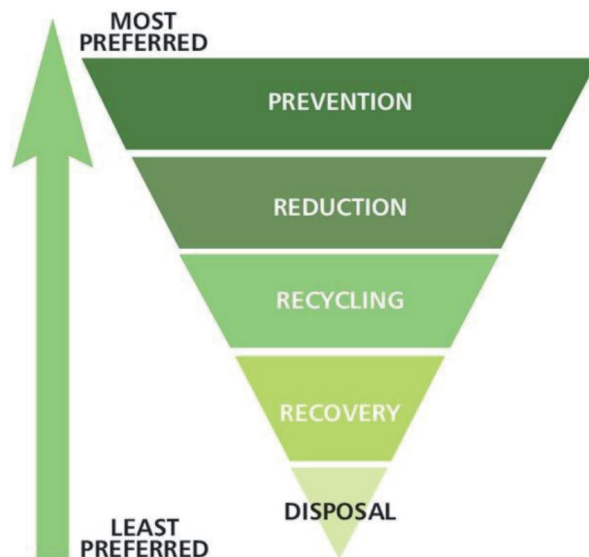 MOST
PREFERRED
PREVENTION
REDUCTION
RECYCLING
RECOVERY
DISPOSAL
LEAST
PREFERRED